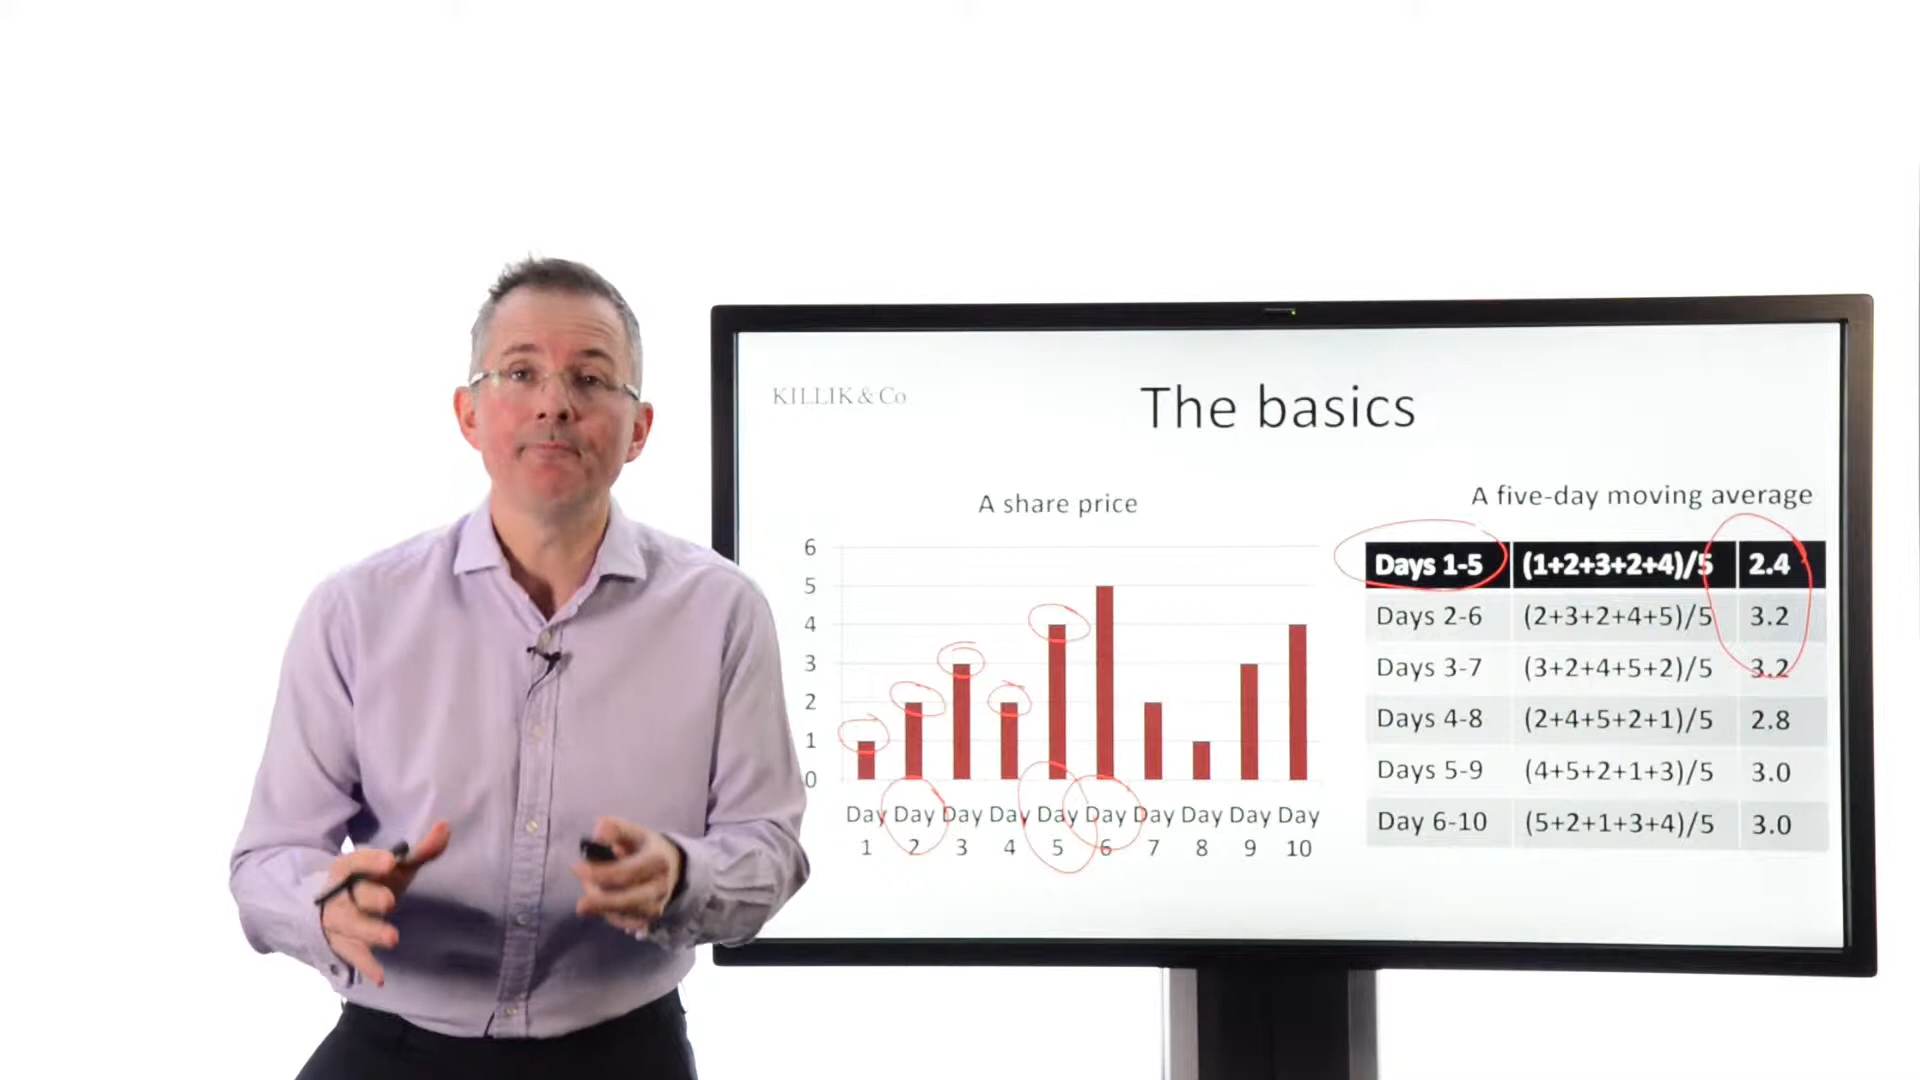 KILLIK & Co
The basics
A share price
6
5
4
3
2
1
0
Day Day Day Day Day Day Day Day Day Day
1 2 3 4 5 6 7 8 9 10
A five-day moving average
Days 1-5 (1+2+3+2+4)/5 2.4
Days 2-6 (2+3+2+4+5)/5 3.2
Days 3-7 (3+2+4+5+2)/5 3.2
Days 4-8 (2+4+5+2+1)/5 2.8
Days 5-9 (4+5+2+1+3)/5 3.0
Day 6-10 (5+2+1+3+4)/5 3.0